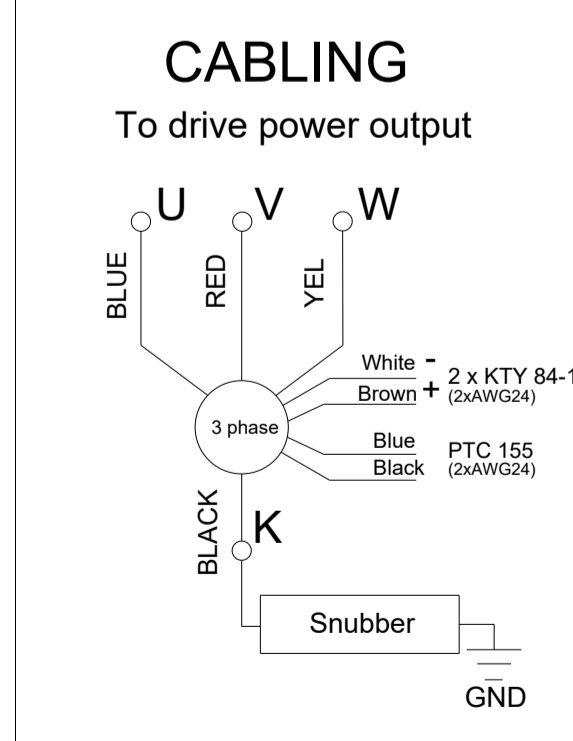 CABLING
To drive power output
U V W
BLUE RED YEL
White -
Brown +
2 x KTY 84-1
(2xAWG24)
3 phase
Blue
Black
PTC 155
(2xAWG24)
BLACK
K
Snubber
GND